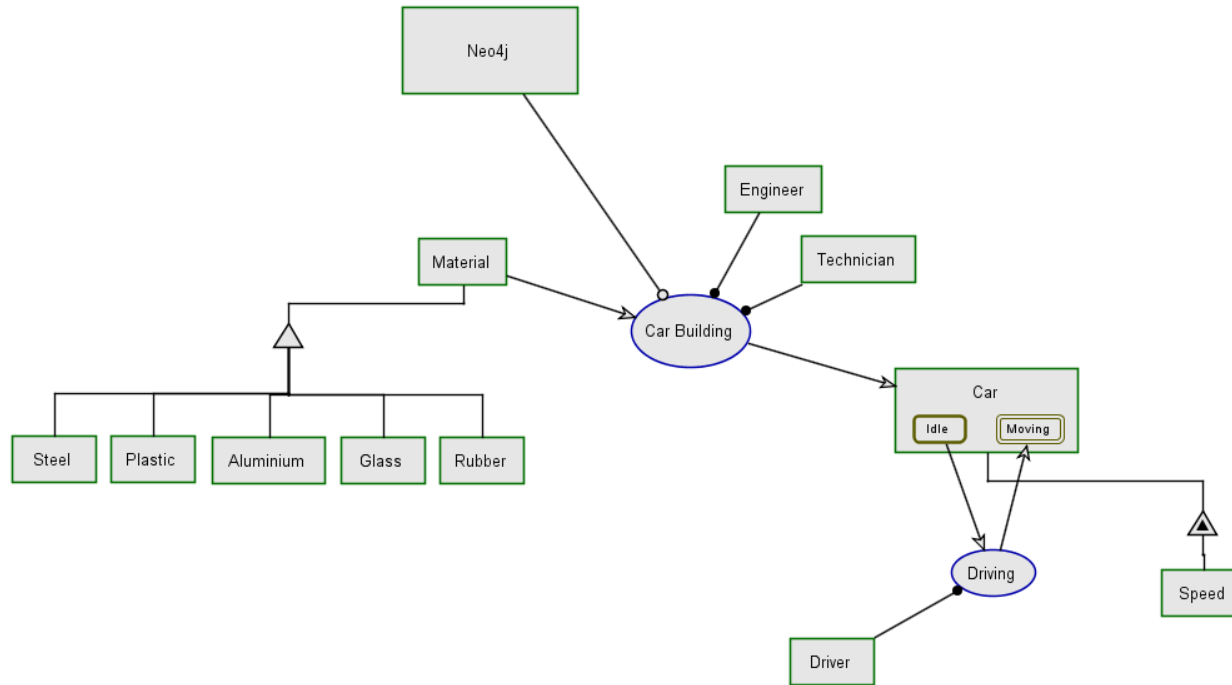 Neo4j
Engineer
Technician
Material
Car Building
Car
Idle
Moving
Steel
Plastic
Aluminium
Glass
Rubber
Driving
Speed
Driver